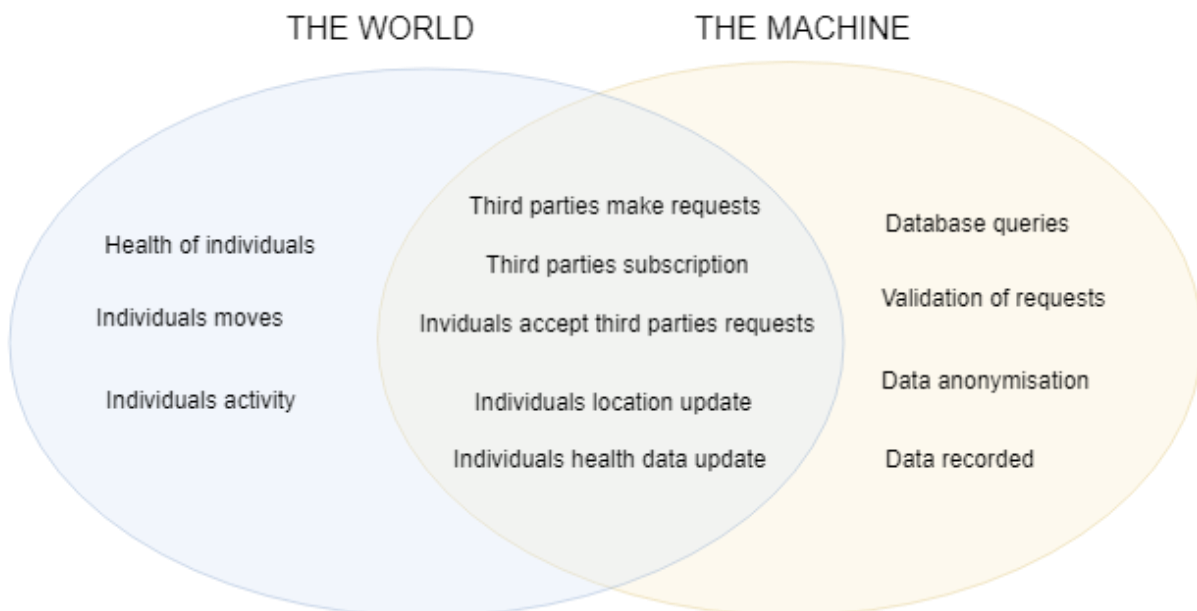 THE WORLD
THE MACHINE
Health of individuals
Individuals moves
Individuals activity
Third parties make requests
Third parties subscription
Inviduals accept third parties requests
Individuals location update
Individuals health data update
Database queries
Validation of requests
Data anonymisation
Data recorded